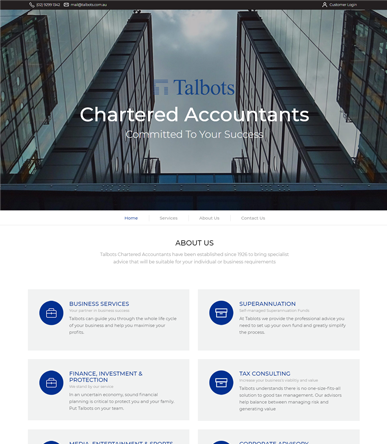 (02) 9299 1342 mail@talbots.com.au Customer Login
Talbots
Chartered Accountants
Committed To Your Success
Home Services About Us Contact Us
ABOUT US
Talbots Chartered Accountants have been established since 1926 to bring specialist
advice that will be suitable for your individual or business requirements
BUSINESS SERVICES
Your partner in business success
Talbots can guide you through the whole life cycle
of your business and help you maximise your
profits.
SUPERANNUATION
Self-managed Superannuation Funds
At Talbots we provide the professional advice you
need to set up your own fund and greatly simplify
the process.
FINANCE, INVESTMENT &
PROTECTION
We stand by our service
In an uncertain economy, sound financial
planning is critical to protect you and your family.
Put Talbots on your team.
TAX CONSULTING
Increase your business's viability and value
Talbots understands there is no one-size-fits-all
solution to good tax management. Our advisors
help balance between managing risk and
generating value
MEDIA, ENTERTAINMENT & SPORTS
CORPORATE ADVISORY